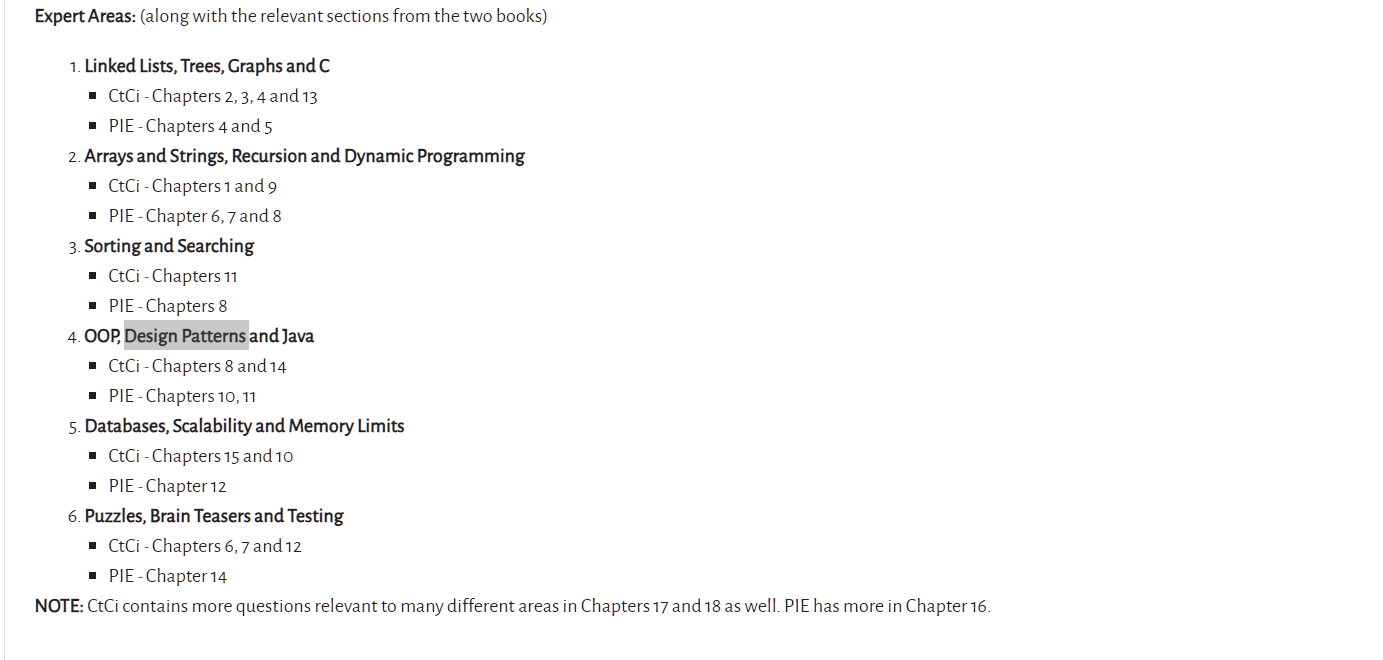 Expert Areas: (along with the relevant sections from the two books)
1. Linked Lists, Trees, Graphs and C
▪ CtCi - Chapters 2, 3, 4 and 13
▪ PIE - Chapters 4 and 5
2. Arrays and Strings, Recursion and Dynamic Programming
▪ CtCi - Chapters 1 and 9
▪ PIE - Chapter 6, 7 and 8
3. Sorting and Searching
▪ CtCi - Chapters 11
▪ PIE - Chapters 8
4. OOP, Design Patterns and Java
▪ CtCi - Chapters 8 and 14
▪ PIE - Chapters 10, 11
5. Databases, Scalability and Memory Limits
▪ CtCi - Chapters 15 and 10
▪ PIE - Chapter 12
6. Puzzles, Brain Teasers and Testing
▪ CtCi - Chapters 6, 7 and 12
▪ PIE - Chapter 14
NOTE: CtCi contains more questions relevant to many different areas in Chapters 17 and 18 as well. PIE has more in Chapter 16.